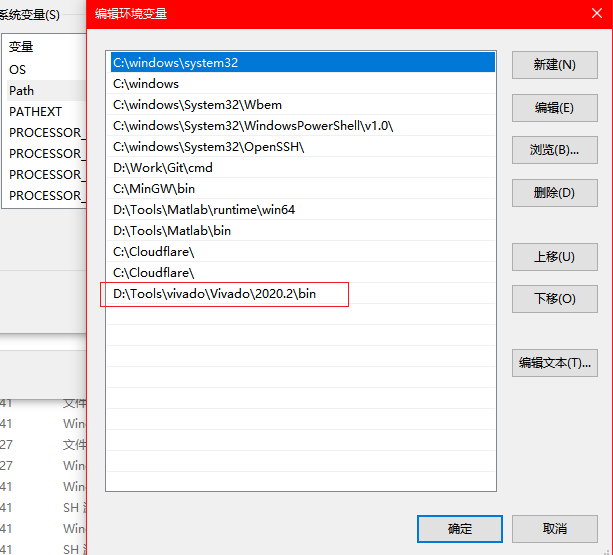 系统变量(S)
编辑环境变量
变量
OS
Path
PATHEXT
PROCESSOR_
PROCESSOR_
PROCESSOR_
PROCESSOR_
C:\windows\system32
C:\windows
C:\windows\System32\Wbem
C:\windows\System32\WindowsPowerShell\v1.0\
C:\windows\System32\OpenSSH\
D:\Work\Git\cmd
C:\MinGW\bin
D:\Tools\Matlab\runtime\win64
D:\Tools\Matlab\bin
C:\Cloudflare\
C:\Cloudflare\
D:\Tools\vivado\Vivado\2020.2\bin
新建(N)
编辑(E)
浏览(B)...
删除(D)
上移(U)
下移(O)
编辑文本(T)...
确定
取消
41 文件
41 Win
27 文件
27 Win
41 Win
41 SH
41 Win
41 SH